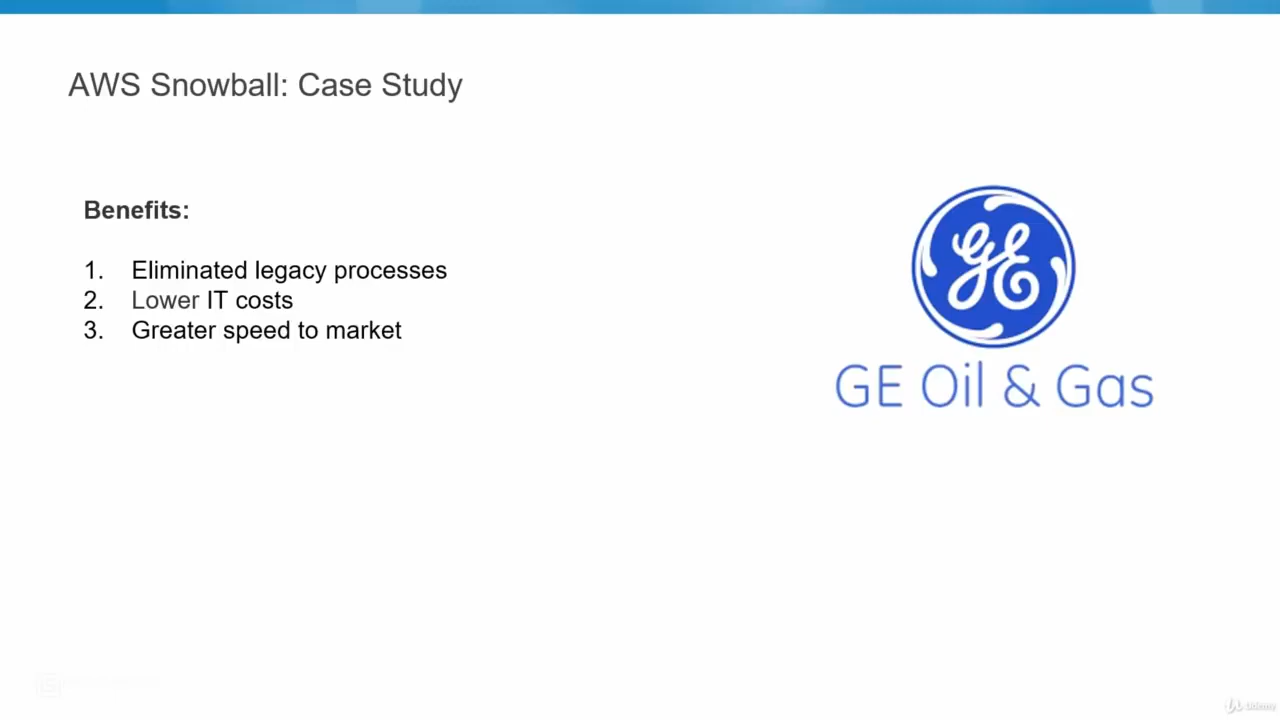 AWS Snowball: Case Study
Benefits:
1. Eliminated legacy processes
2. Lower IT costs
3. Greater speed to market
GE
GE Oil & Gas
Udemy